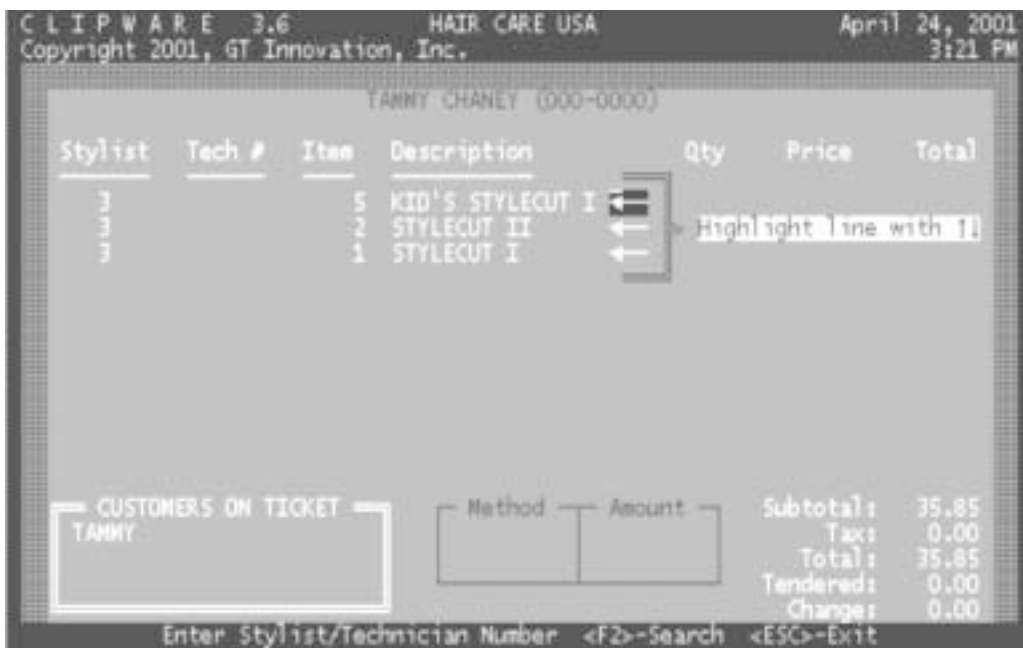 C L I P W A R E 3.6 HAIR CARE USA April 24, 2001
Copyright 2001, GT Innovation, Inc. 3:21 PM
TAMMY CHANEY (000-0000)
Stylist Tech # Item Description Qty Price Total
3 5 KID'S STYLECUT I ←
3 2 STYLECUT II ← Highlight line with ↑↓
3 1 STYLECUT I ←
CUSTOMERS ON TICKET Method Amount Subtotal: 35.85
TAMMY Tax: 0.00
Total: 35.85
Tendered: 0.00
Change: 0.00
Enter Stylist/Technician Number <F2>-Search <ESC>-Exit